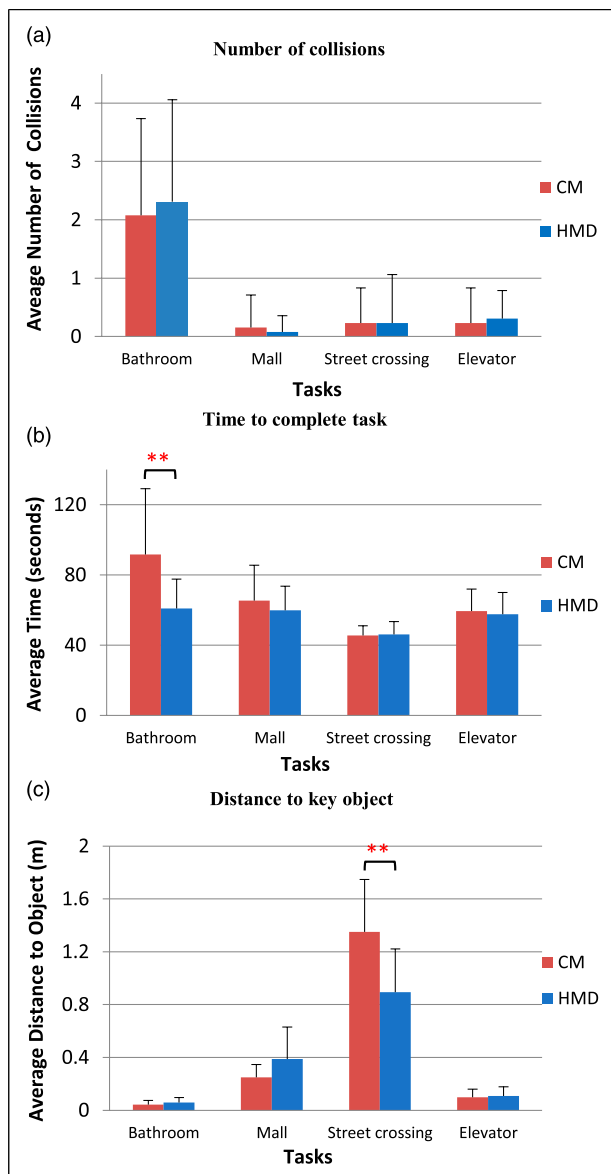 (a)
Number of collisions
Aveage Number of Collisions
4
3
2
1
0
CM
HMD
Bathroom Mall Street crossing Elevator
Tasks
(b)
Time to complete task
**
Average Time (seconds)
120
80
40
0
CM
HMD
Bathroom Mall Street crossing Elevator
Tasks
(c)
Distance to key object
**
Average Distance to Object (m)
2
1.6
1.2
0.8
0.4
0
CM
HMD
Bathroom Mall Street crossing Elevator
Tasks